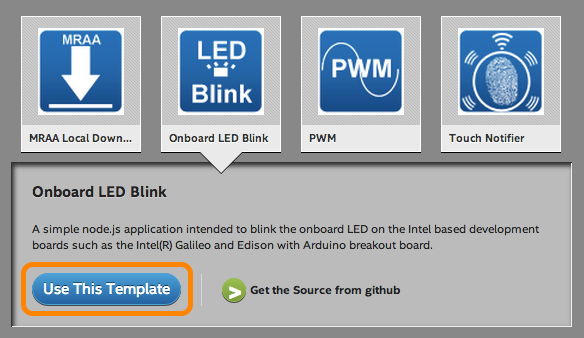 MRAA
LED
Blink
PWM
MRAA Local Down...
Onboard LED Blink
PWM
Touch Notifier
Onboard LED Blink
A simple node.js application intended to blink the onboard LED on the Intel based development
boards such as the Intel(R) Galileo and Edison with Arduino breakout board.
Use This Template
> Get the Source from github